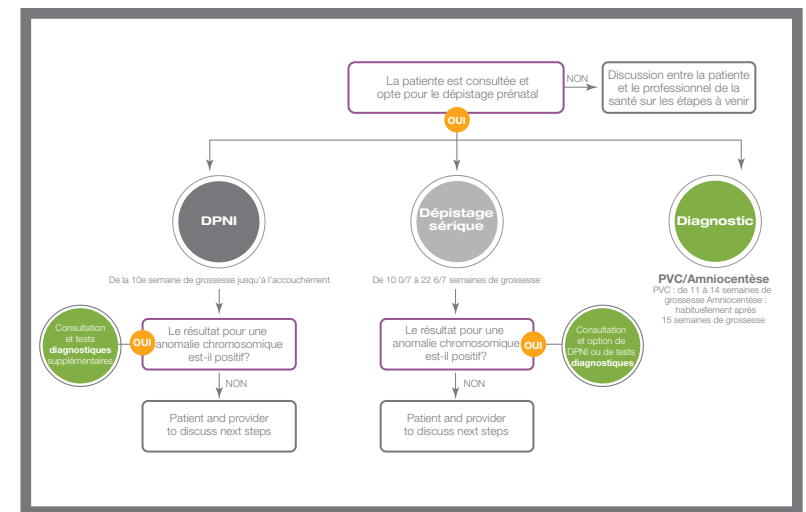 La patiente est consultée et
opte pour le dépistage prénatal
NON
Discussion entre la patiente
et le professionnel de la
santé sur les étapes à venir
OUI
DPNI
Dépistage
sérique
Diagnostic
De la 10e semaine de grossesse jusqu'à l'accouchement
De 10 0/7 à 22 6/7 semaines de grossesse
PVC/Amniocentèse
PVC : de 11 à 14 semaines de
grossesse Amniocentèse :
habituellement après
15 semaines de grossesse
Consultation
et tests
diagnostiques
supplémentaires
OUI
Le résultat pour une
anomalie chromosomique
est-il positif?
Le résultat pour une
anomalie chromosomique
est-il positif?
OUI
Consultation
et option de
DPNI ou de tests
diagnostiques
NON
NON
Patient and provider
to discuss next steps
Patient and provider
to discuss next steps